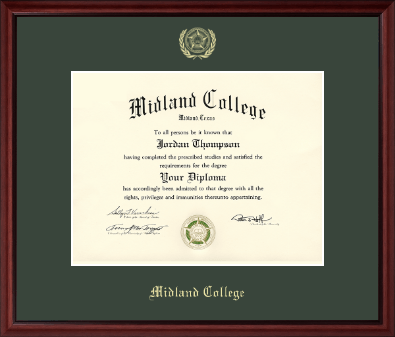 Midland College
Midland Texas
To all persons be it known that
Jordan Thompson
having completed the prescribed studies and satisfied the
requirements for the degree
Your Diploma
has accordingly been admitted to that degree with all the
rights, privileges and immunities thereunto appertaining.
Midland College